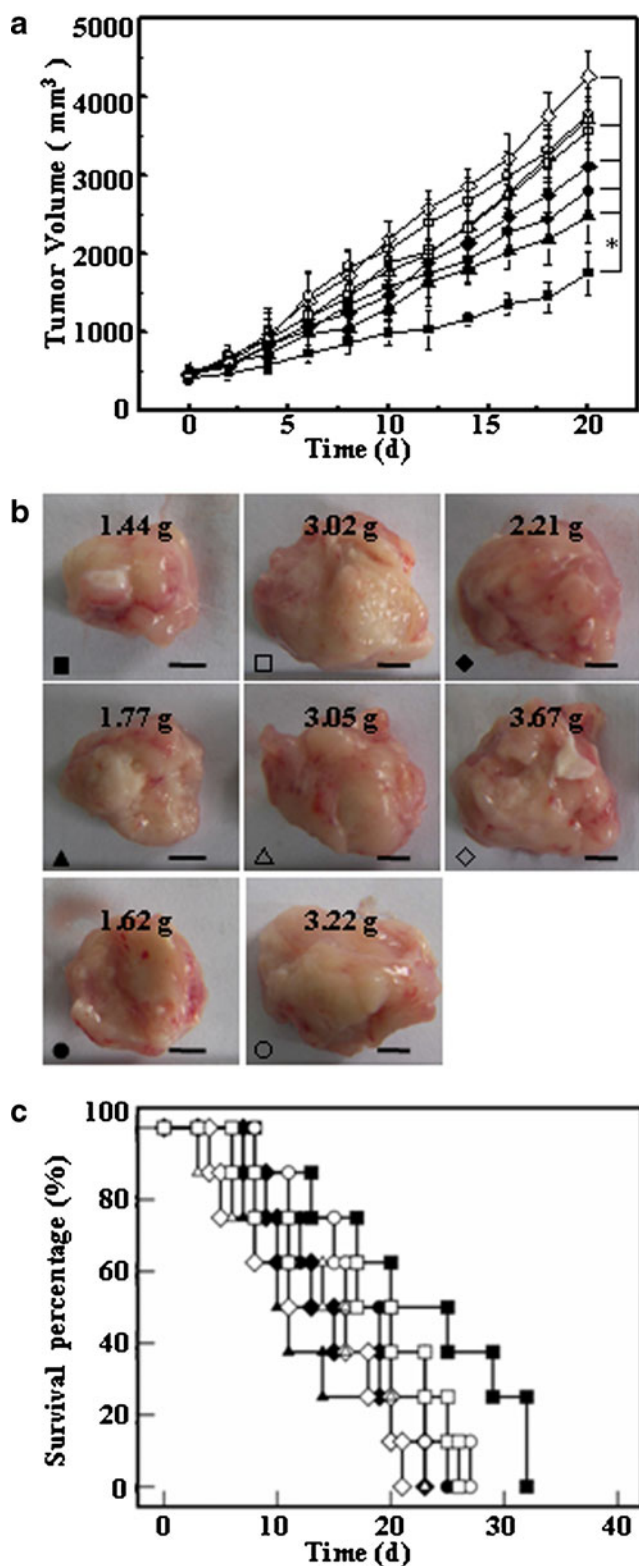 a
5000
4000
3000
2000
1000
0
Tumor Volume ( mm³ )
*
0 5 10 15 20
Time (d)
b
1.44 g 3.02 g 2.21 g
1.77 g 3.05 g 3.67 g
1.62 g 3.22 g
c
100
80
60
40
20
0
Survival percentage (%)
0 10 20 30 40
Time (d)